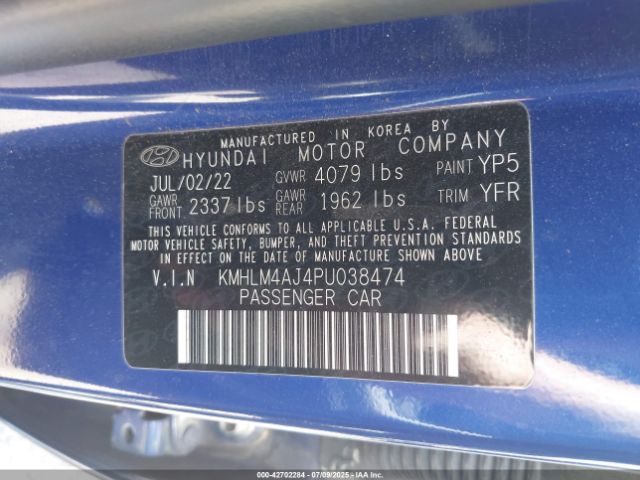 MANUFACTURED IN KOREA BY
HYUNDAI MOTOR COMPANY
JUL/02/22 GVWR 4079 lbs PAINT YP5
GAWR FRONT 2337 lbs GAWR REAR 1962 lbs TRIM YFR
THIS VEHICLE CONFORMS TO ALL APPLICABLE U.S.A. FEDERAL
MOTOR VEHICLE SAFETY, BUMPER, AND THEFT PREVENTION STANDARDS
IN EFFECT ON THE DATE OF MANUFACTURE SHOWN ABOVE
V.I.N KMHLM4AJ4PU038474
PASSENGER CAR
000-42702284 | 07/09/2025 | IAAI.COM